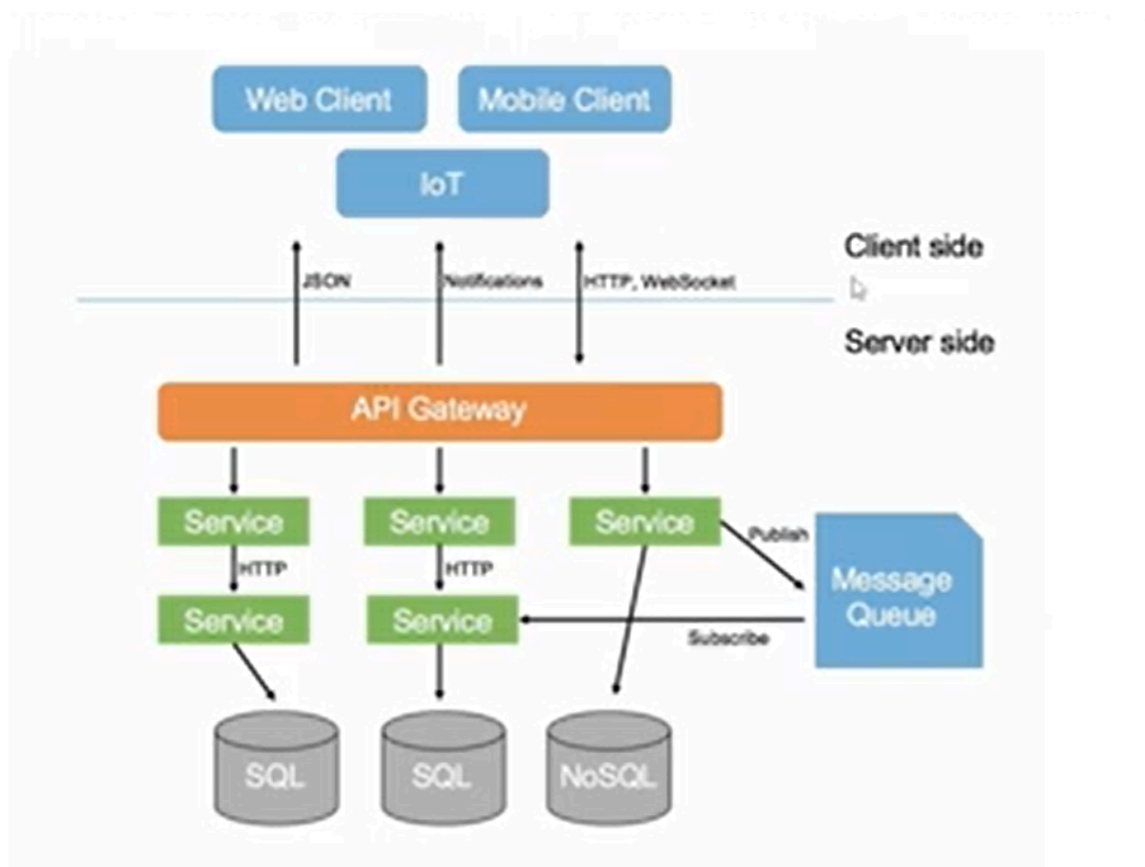 Web Client
Mobile Client
IoT
Client side
JSON
Notifications
HTTP, WebSocket
Server side
API Gateway
Service
Service
Service
Publish
HTTP
HTTP
Message
Queue
Service
Service
Subscribe
SQL
SQL
NoSQL